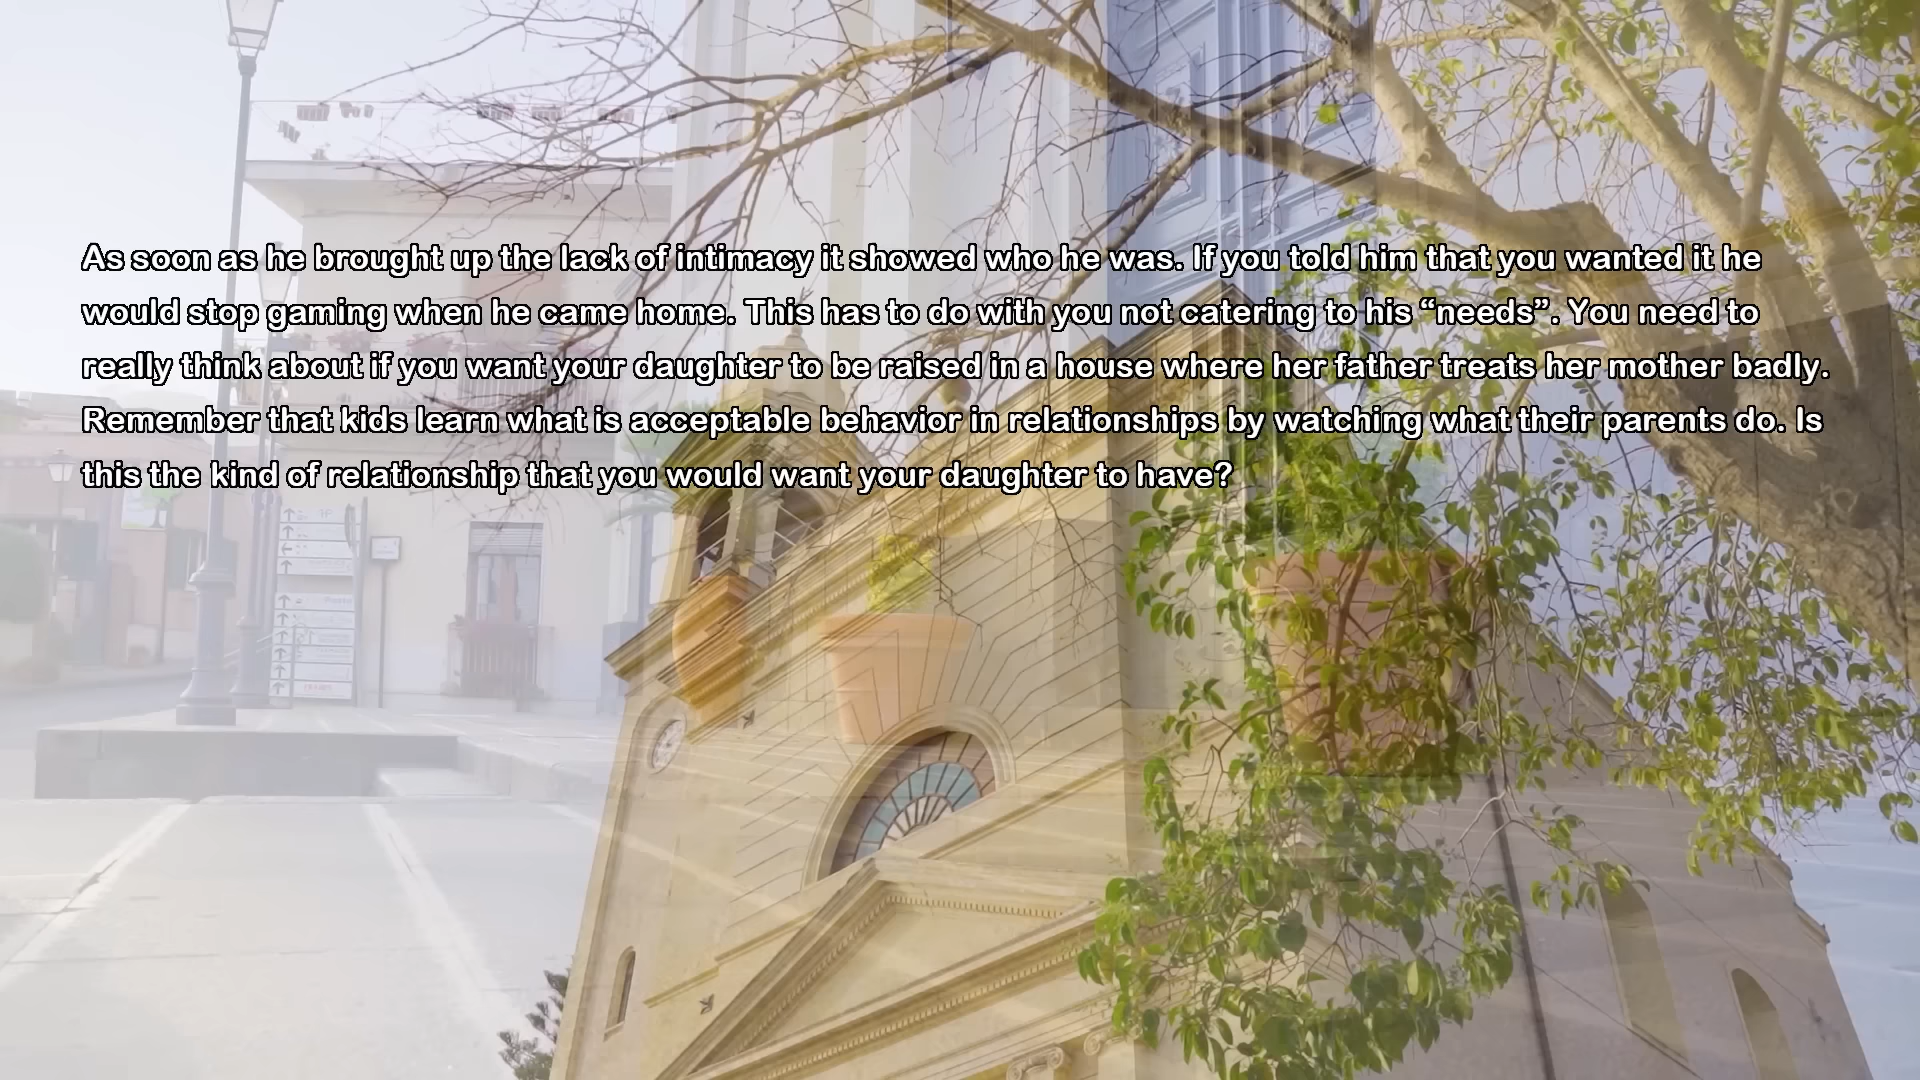 As soon as he brought up the lack of intimacy it showed who he was. If you told him that you wanted it he
would stop gaming when he came home. This has to do with you not catering to his “needs”. You need to
really think about if you want your daughter to be raised in a house where her father treats her mother badly.
Remember that kids learn what is acceptable behavior in relationships by watching what their parents do. Is
this the kind of relationship that you would want your daughter to have?